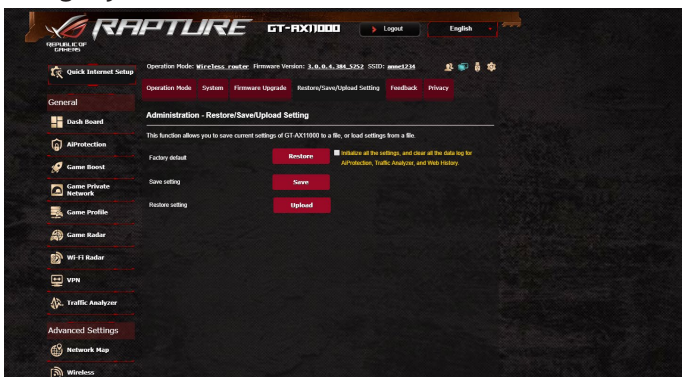 RAPTURE GT-AX11000 Logout English
REPUBLIC OF
GAMERS
Quick Internet Setup
Operation Mode: Wireless router Firmware Version: 3.0.0.4.384_5252 SSID: anne1234
Operation Mode System Firmware Upgrade Restore/Save/Upload Setting Feedback Privacy
General
Administration - Restore/Save/Upload Setting
Dash Board
This function allows you to save current settings of GT-AX11000 to a file, or load settings from a file.
AiProtection
Factory default Restore Initialize all the settings, and clear all the data log for
AiProtection, Traffic Analyzer, and Web History.
Game Boost
Save setting Save
Game Private
Network
Restore setting Upload
Game Profile
Game Radar
Wi-Fi Radar
VPN
Traffic Analyzer
Advanced Settings
Network Map
Wireless